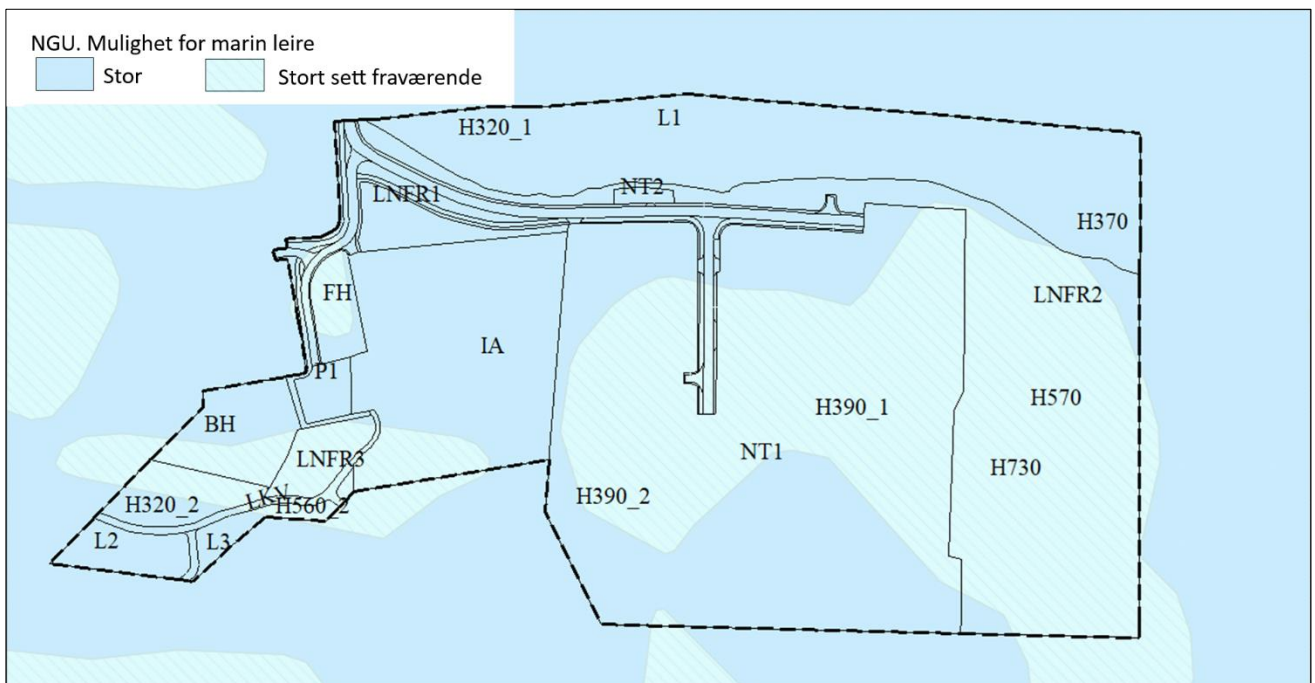 NGU. Mulighet for marin leire
Stor
Stort sett fraværende
H320_1
L1
LNFR1
NT2
H370
FH
LNFR2
IA
P1
H570
H390_1
BH
NT1
LNFR3
H730
H390_2
LKV
H320_2
H560_2
L2
L3